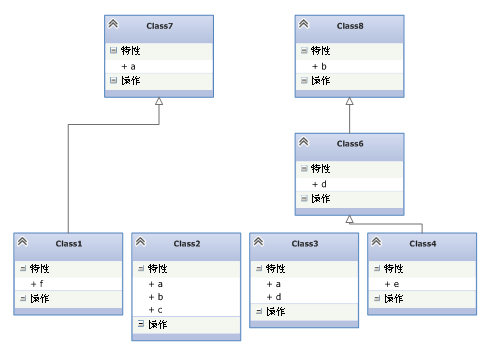 Class7
特性
+ a
操作
Class8
特性
+ b
操作
Class6
特性
+ d
操作
Class1
特性
+ f
操作
Class2
特性
+ a
+ b
+ c
操作
Class3
特性
+ a
+ d
操作
Class4
特性
+ e
操作